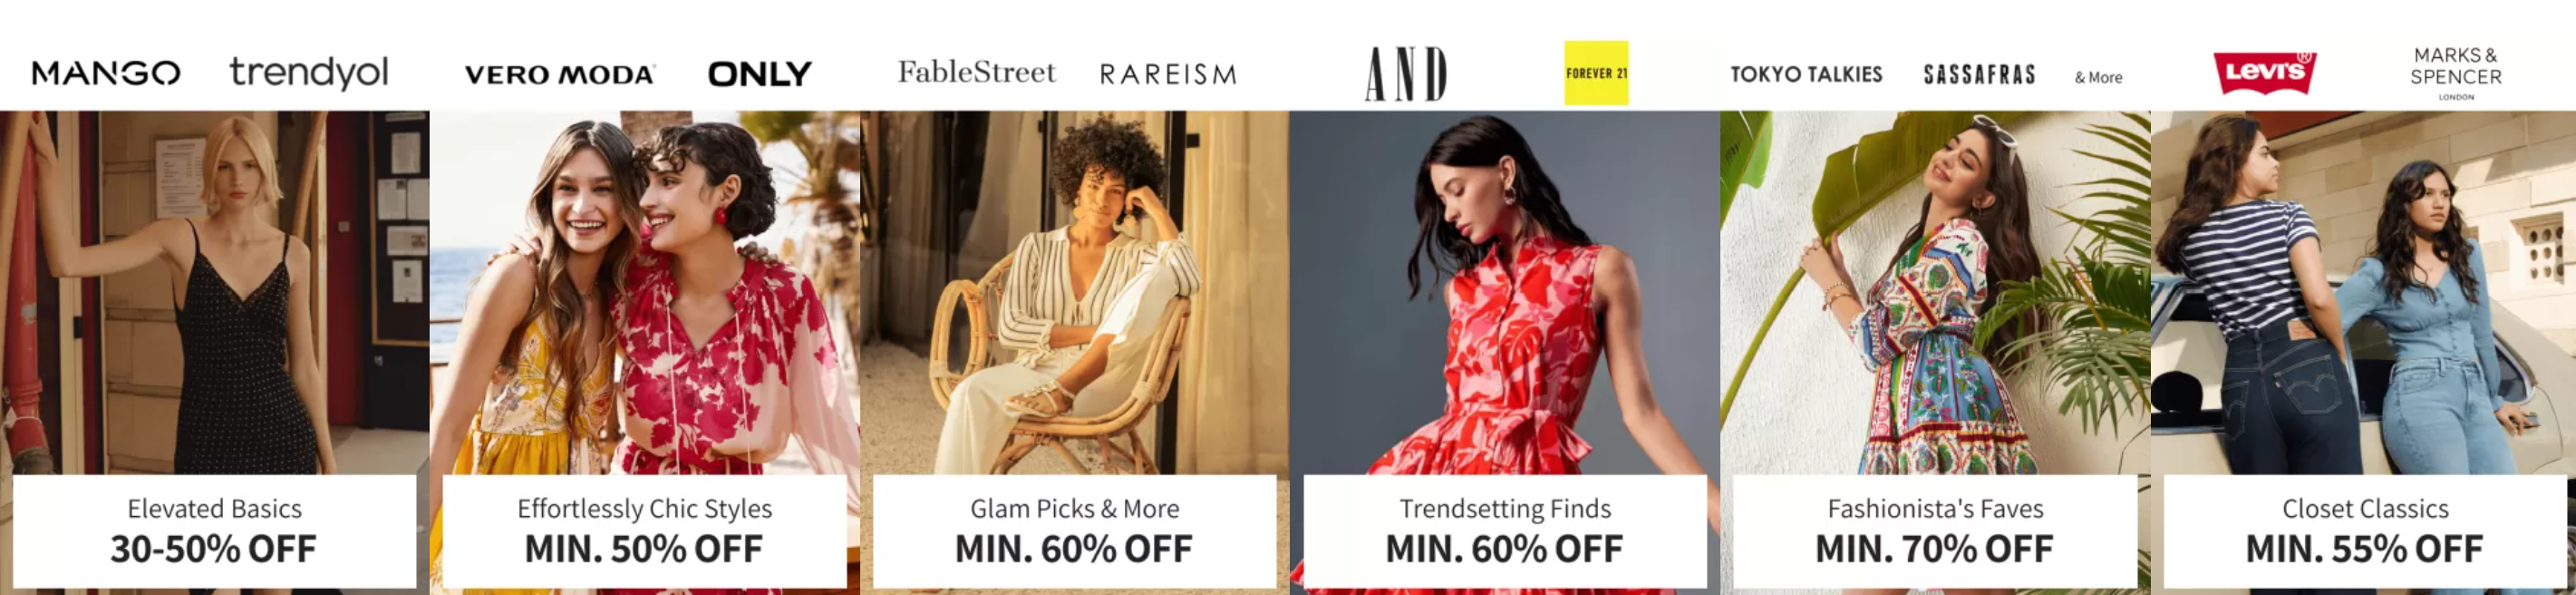 MANGO trendyol
Elevated Basics
30-50% OFF
VERO MODA ONLY
Effortlessly Chic Styles
MIN. 50% OFF
FableStreet RAREISM
Glam Picks & More
MIN. 60% OFF
AND FOREVER 21
Trendsetting Finds
MIN. 60% OFF
TOKYO TALKIES SASSAFRAS & More
Fashionista's Faves
MIN. 70% OFF
Levi's®
MARKS &
SPENCER
LONDON
Closet Classics
MIN. 55% OFF